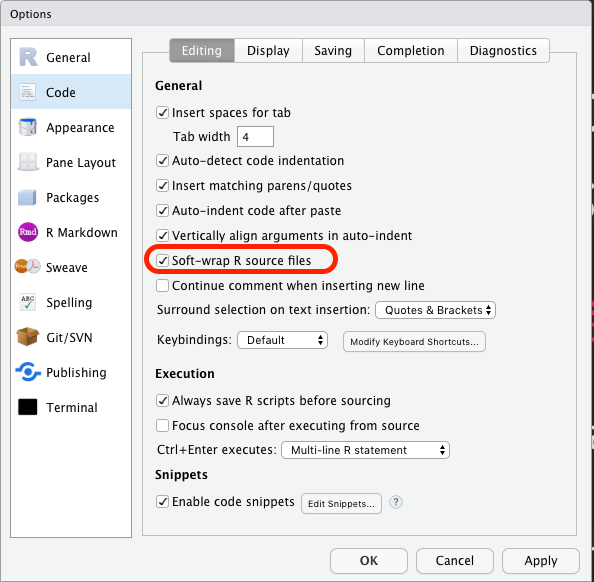 Options
General
Code
Appearance
Pane Layout
Packages
Rmd R Markdown
Sweave
ABC Spelling
Git/SVN
Publishing
Terminal
Editing Display Saving Completion Diagnostics
General
Insert spaces for tab
Tab width 4
Auto-detect code indentation
Insert matching parens/quotes
Auto-indent code after paste
Vertically align arguments in auto-indent
Soft-wrap R source files
Continue comment when inserting new line
Surround selection on text insertion: Quotes & Brackets
Keybindings: Default Modify Keyboard Shortcuts...
Execution
Always save R scripts before sourcing
Focus console after executing from source
Ctrl+Enter executes: Multi-line R statement
Snippets
Enable code snippets Edit Snippets... ?
OK Cancel Apply